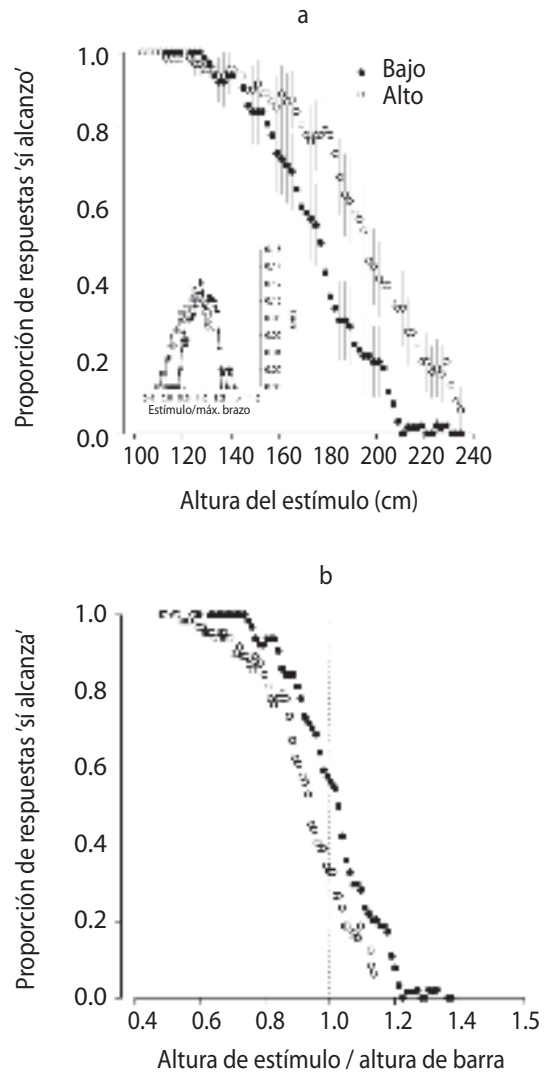 a
1.0
0.8
0.6
0.4
0.2
0.0
Proporción de respuestas 'sí alcanzo'
Bajo
Alto
Estímulo/máx. brazo
100 120 140 160 180 200 220 240
Altura del estímulo (cm)
b
1.0
0.8
0.6
0.4
0.2
0.0
Proporción de respuestas 'sí alcanza'
0.4 0.6 0.8 1.0 1.2 1.4 1.5
Altura de estímulo / altura de barra